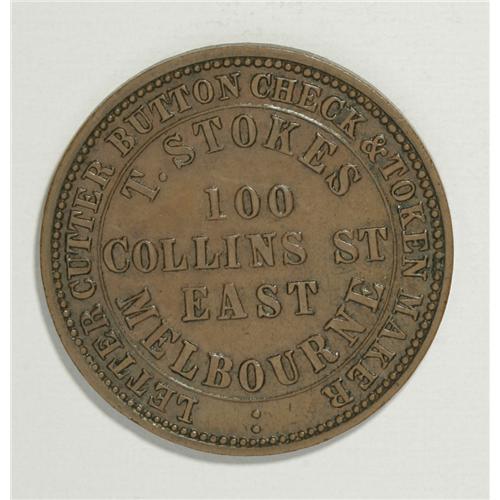 LETTER CUTTER BUTTON CHECK & TOKEN MAKER
T. STOKES
100
COLLINS ST
EAST
MELBOURNE